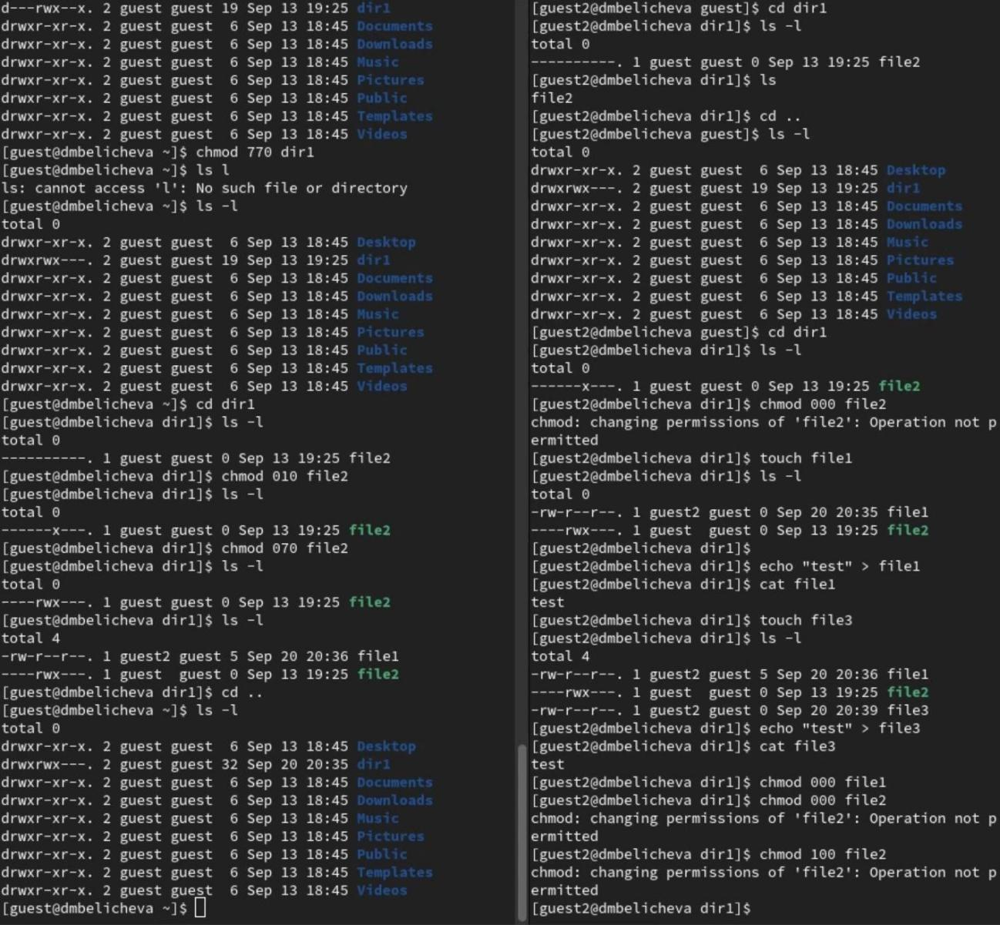 d---rwx--x. 2 guest guest 19 Sep 13 19:25 dir1
drwxr-xr-x. 2 guest guest  6 Sep 13 18:45 Documents
drwxr-xr-x. 2 guest guest  6 Sep 13 18:45 Downloads
drwxr-xr-x. 2 guest guest  6 Sep 13 18:45 Music
drwxr-xr-x. 2 guest guest  6 Sep 13 18:45 Pictures
drwxr-xr-x. 2 guest guest  6 Sep 13 18:45 Public
drwxr-xr-x. 2 guest guest  6 Sep 13 18:45 Templates
drwxr-xr-x. 2 guest guest  6 Sep 13 18:45 Videos
[guest@dmbelicheva ~]$ chmod 770 dir1
[guest@dmbelicheva ~]$ ls l
ls: cannot access 'l': No such file or directory
[guest@dmbelicheva ~]$ ls -l
total 0
drwxr-xr-x. 2 guest guest  6 Sep 13 18:45 Desktop
drwxrwx---. 2 guest guest 19 Sep 13 19:25 dir1
drwxr-xr-x. 2 guest guest  6 Sep 13 18:45 Documents
drwxr-xr-x. 2 guest guest  6 Sep 13 18:45 Downloads
drwxr-xr-x. 2 guest guest  6 Sep 13 18:45 Music
drwxr-xr-x. 2 guest guest  6 Sep 13 18:45 Pictures
drwxr-xr-x. 2 guest guest  6 Sep 13 18:45 Public
drwxr-xr-x. 2 guest guest  6 Sep 13 18:45 Templates
drwxr-xr-x. 2 guest guest  6 Sep 13 18:45 Videos
[guest@dmbelicheva ~]$ cd dir1
[guest@dmbelicheva dir1]$ ls -l
total 0
----------. 1 guest guest 0 Sep 13 19:25 file2
[guest@dmbelicheva dir1]$ chmod 010 file2
[guest@dmbelicheva dir1]$ ls -l
total 0
------x---. 1 guest guest 0 Sep 13 19:25 file2
[guest@dmbelicheva dir1]$ chmod 070 file2
[guest@dmbelicheva dir1]$ ls -l
total 0
----rwx---. 1 guest guest 0 Sep 13 19:25 file2
[guest@dmbelicheva dir1]$ ls -l
total 4
-rw-r--r--. 1 guest2 guest 5 Sep 20 20:36 file1
----rwx---. 1 guest  guest 0 Sep 13 19:25 file2
[guest@dmbelicheva dir1]$ cd ..
[guest@dmbelicheva ~]$ ls -l
total 0
drwxr-xr-x. 2 guest guest  6 Sep 13 18:45 Desktop
drwxrwx---. 2 guest guest 32 Sep 20 20:35 dir1
drwxr-xr-x. 2 guest guest  6 Sep 13 18:45 Documents
drwxr-xr-x. 2 guest guest  6 Sep 13 18:45 Downloads
drwxr-xr-x. 2 guest guest  6 Sep 13 18:45 Music
drwxr-xr-x. 2 guest guest  6 Sep 13 18:45 Pictures
drwxr-xr-x. 2 guest guest  6 Sep 13 18:45 Public
drwxr-xr-x. 2 guest guest  6 Sep 13 18:45 Templates
drwxr-xr-x. 2 guest guest  6 Sep 13 18:45 Videos
[guest@dmbelicheva ~]$
[guest2@dmbelicheva guest]$ cd dir1
[guest2@dmbelicheva dir1]$ ls -l
total 0
----------. 1 guest guest 0 Sep 13 19:25 file2
[guest2@dmbelicheva dir1]$ ls
file2
[guest2@dmbelicheva dir1]$ cd ..
[guest2@dmbelicheva guest]$ ls -l
total 0
drwxr-xr-x. 2 guest guest  6 Sep 13 18:45 Desktop
drwxrwx---. 2 guest guest 19 Sep 13 19:25 dir1
drwxr-xr-x. 2 guest guest  6 Sep 13 18:45 Documents
drwxr-xr-x. 2 guest guest  6 Sep 13 18:45 Downloads
drwxr-xr-x. 2 guest guest  6 Sep 13 18:45 Music
drwxr-xr-x. 2 guest guest  6 Sep 13 18:45 Pictures
drwxr-xr-x. 2 guest guest  6 Sep 13 18:45 Public
drwxr-xr-x. 2 guest guest  6 Sep 13 18:45 Templates
drwxr-xr-x. 2 guest guest  6 Sep 13 18:45 Videos
[guest2@dmbelicheva guest]$ cd dir1
[guest2@dmbelicheva dir1]$ ls -l
total 0
------x---. 1 guest guest 0 Sep 13 19:25 file2
[guest2@dmbelicheva dir1]$ chmod 000 file2
chmod: changing permissions of 'file2': Operation not p
ermitted
[guest2@dmbelicheva dir1]$ touch file1
[guest2@dmbelicheva dir1]$ ls -l
total 0
-rw-r--r--. 1 guest2 guest 0 Sep 20 20:35 file1
----rwx---. 1 guest  guest 0 Sep 13 19:25 file2
[guest2@dmbelicheva dir1]$
[guest2@dmbelicheva dir1]$ echo "test" > file1
[guest2@dmbelicheva dir1]$ cat file1
test
[guest2@dmbelicheva dir1]$ touch file3
[guest2@dmbelicheva dir1]$ ls -l
total 4
-rw-r--r--. 1 guest2 guest 5 Sep 20 20:36 file1
----rwx---. 1 guest  guest 0 Sep 13 19:25 file2
-rw-r--r--. 1 guest2 guest 0 Sep 20 20:39 file3
[guest2@dmbelicheva dir1]$ echo "test" > file3
[guest2@dmbelicheva dir1]$ cat file3
test
[guest2@dmbelicheva dir1]$ chmod 000 file1
[guest2@dmbelicheva dir1]$ chmod 000 file2
chmod: changing permissions of 'file2': Operation not p
ermitted
[guest2@dmbelicheva dir1]$ chmod 100 file2
chmod: changing permissions of 'file2': Operation not p
ermitted
[guest2@dmbelicheva dir1]$